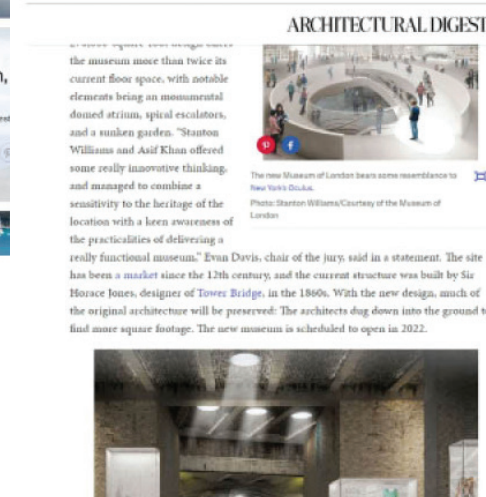 ARCHITECTURAL DIGEST
the museum more than twice its
current floor space, with notable
elements being an monumental
domed atrium, spiral escalators,
and a sunken garden. "Stanton
Williams and Asif Khan offered
some really innovative thinking,
and managed to combine a
sensitivity to the heritage of the
location with a keen awareness of
the practicalities of delivering a
The new Museum of London bears some resemblance to
New York's Oculus.
Photo: Stanton Williams/Courtesy of the Museum of
London
really functional museum," Evan Davis, chair of the jury, said in a statement. The site
has been a market since the 12th century, and the current structure was built by Sir
Horace Jones, designer of Tower Bridge, in the 1860s. With the new design, much of
the original architecture will be preserved: The architects dug down into the ground
find more square footage. The new museum is scheduled to open in 2022.